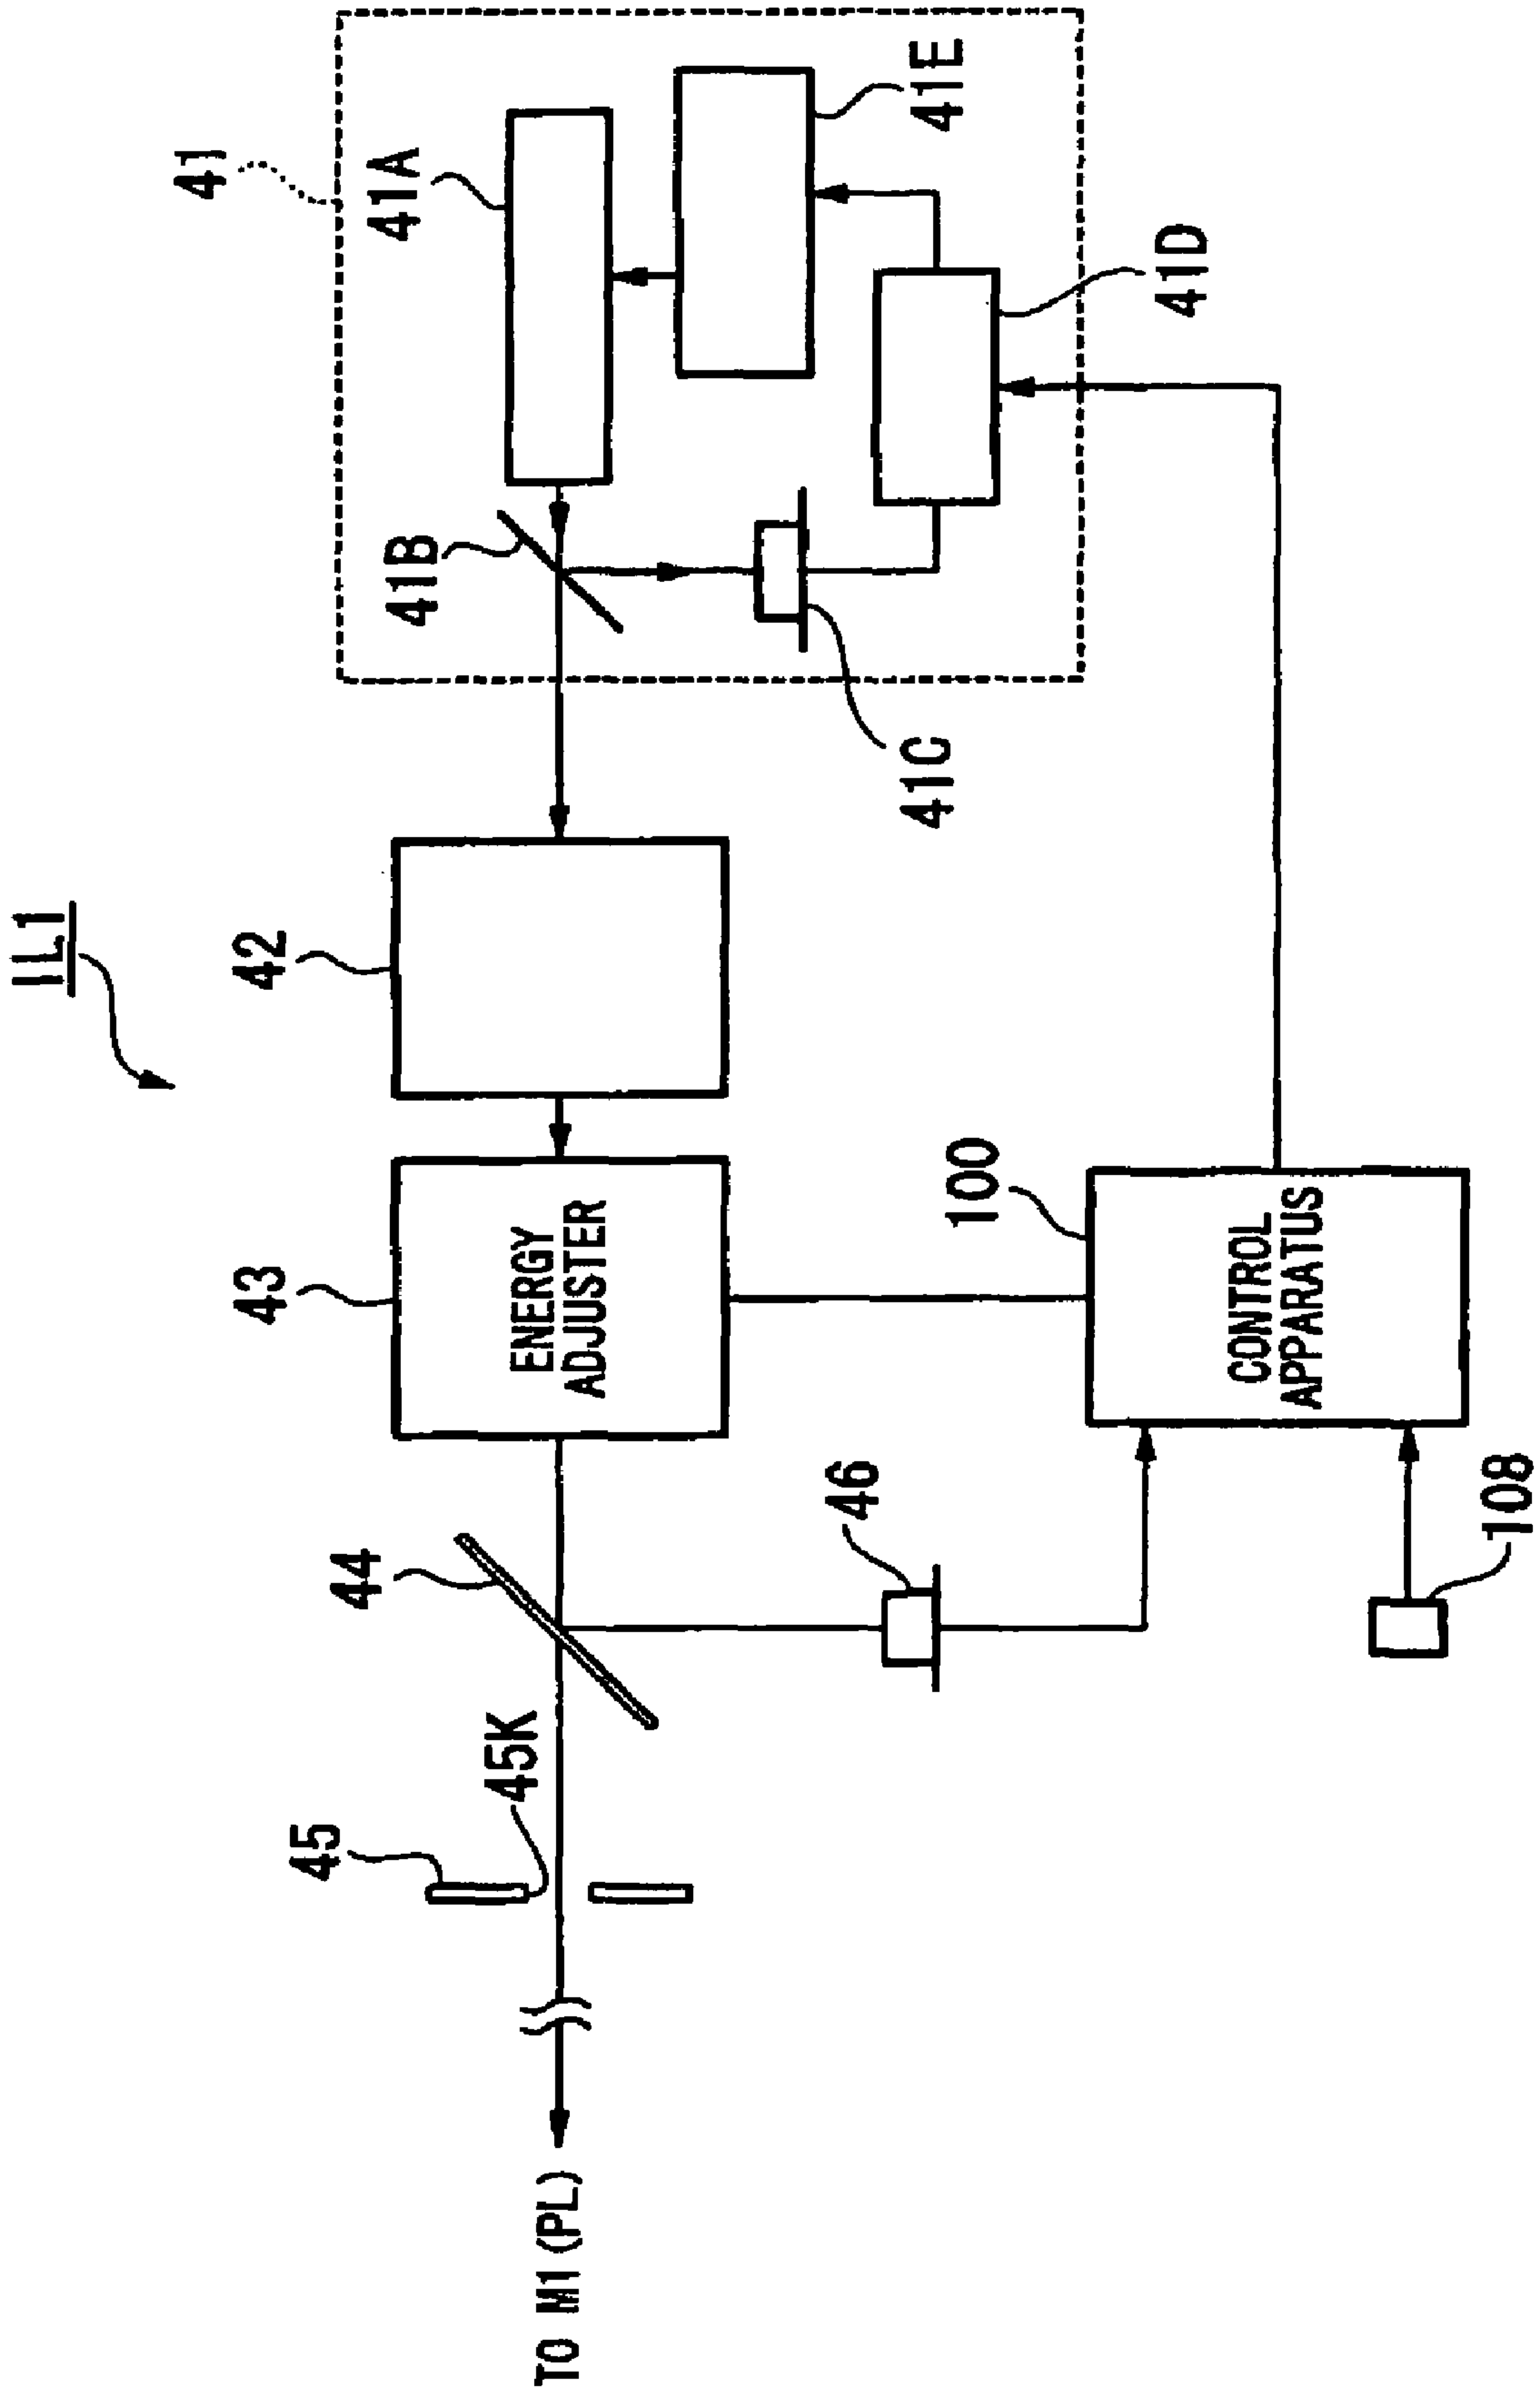 IL1
41
41A
41E
41B
41D
41C
42
43
ENERGY
ADJUSTER
100
CONTROL
APPARATUS
44
46
108
45
45K
TO M1(PL)